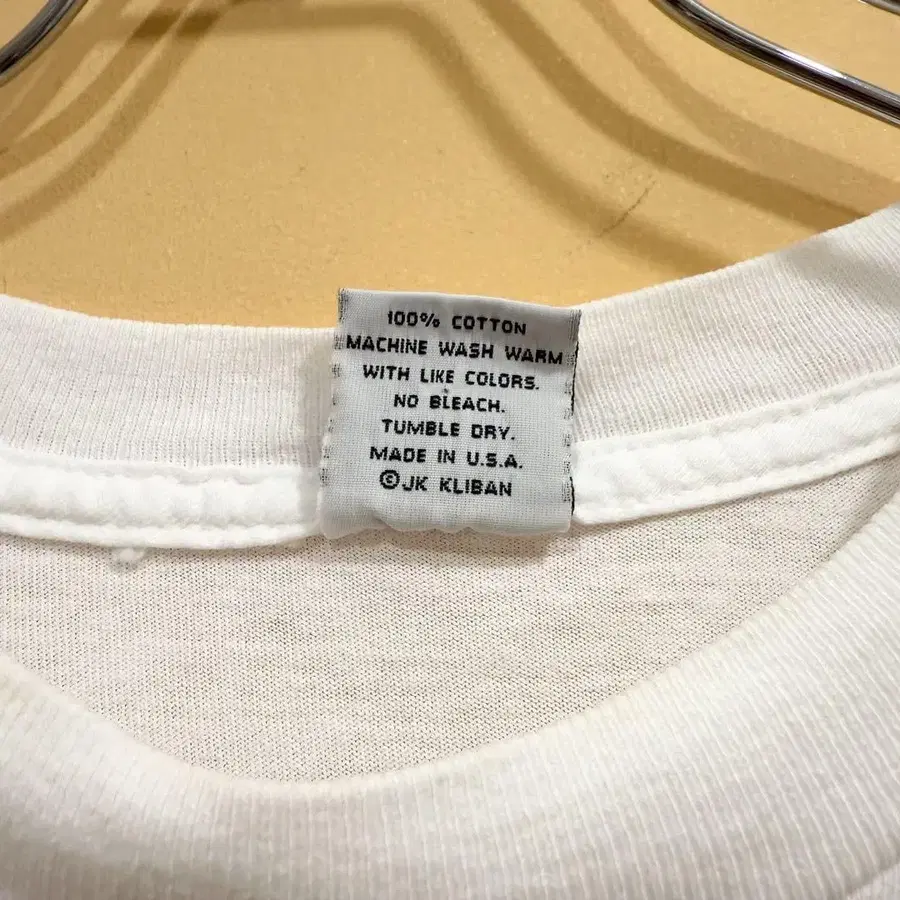 100% COTTON
MACHINE WASH WARM
WITH LIKE COLORS.
NO BLEACH.
TUMBLE DRY.
MADE IN U.S.A.
©JK KLIBAN